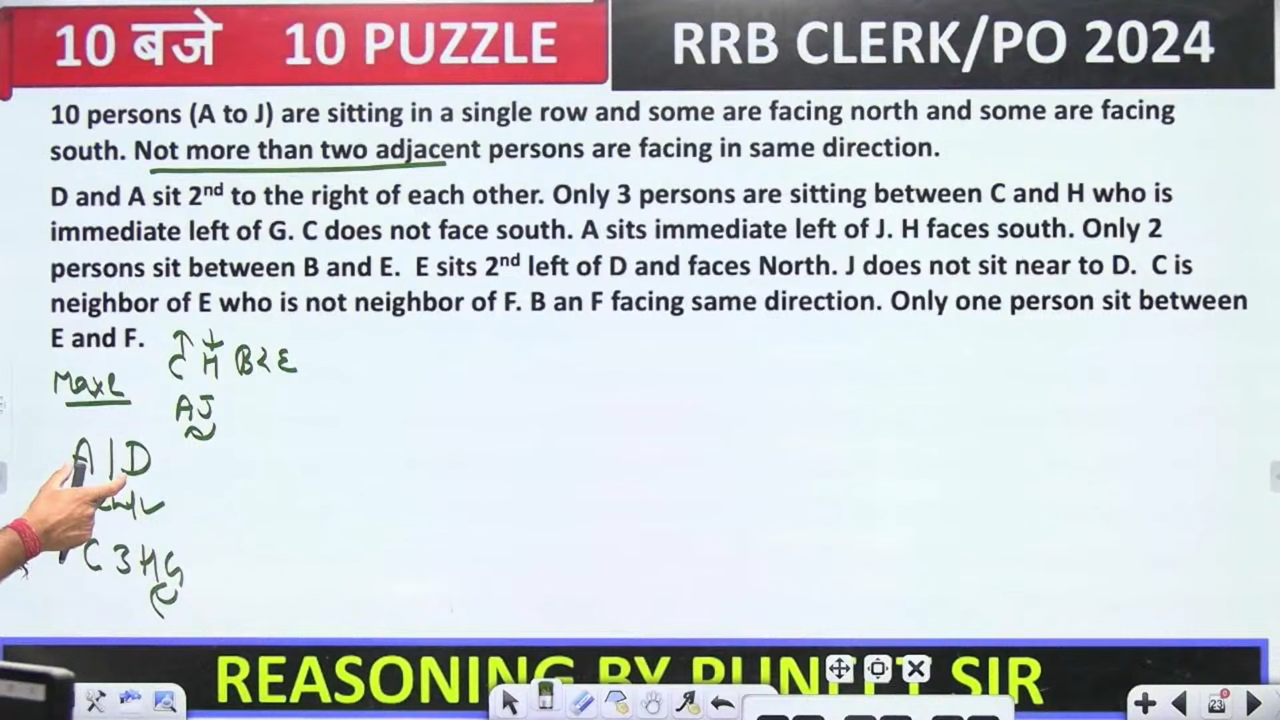 10 बजे 10 PUZZLE RRB CLERK/PO 2024
10 persons (A to J) are sitting in a single row and some are facing north and some are facing
south. Not more than two adjacent persons are facing in same direction.
D and A sit 2nd to the right of each other. Only 3 persons are sitting between C and H who is
immediate left of G. C does not face south. A sits immediate left of J. H faces south. Only 2
persons sit between B and E. E sits 2nd left of D and faces North. J does not sit near to D. C is
neighbor of E who is not neighbor of F. B an F facing same direction. Only one person sit between
E and F.
C H B2E
Max2
AJ
A | D
C 3 H G
REASONING BY PUNEET SIR
23